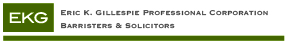 EKG
Eric K. Gillespie Professional Corporation
Barristers & Solicitors